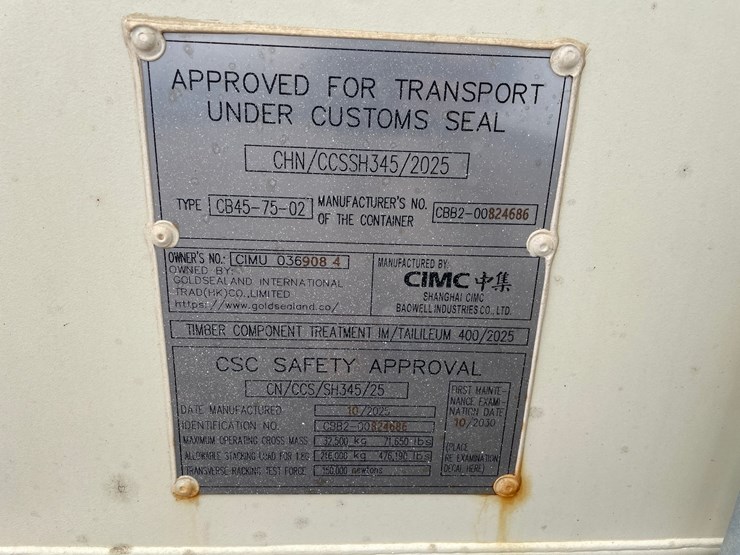 APPROVED FOR TRANSPORT
UNDER CUSTOMS SEAL
CHN/CCSSH345/2025
TYPE CB45-75-02 MANUFACTURER'S NO. OF THE CONTAINER CBB2-00824686
OWNER'S NO.: CIMU 036908 4
OWNED BY:
GOLDSEALAND INTERNATIONAL
TRAD(HK)CO.,LIMITED
https://www.goldsealand.co/
MANUFACTURED BY
CIMC 中集
SHANGHAI CIMC
BAOWELL INDUSTRIES CO., LTD.
TIMBER COMPONENT TREATMENT IM/TAILILEUM 400/2025
CSC SAFETY APPROVAL
CN/CCS/SH345/25
DATE MANUFACTURED 10/2025
IDENTIFICATION NO. CBB2-00824686
MAXIMUM OPERATING GROSS MASS 32,500 kg 71,650 lbs
ALLOWABLE STACKING LOAD FOR 1.8G 216,000 kg 476,190 lbs
TRANSVERSE RACKING TEST FORCE 150,000 newtons
FIRST MAINTE-
NANCE EXAMI-
NATION DATE
10/2030
(PLACE
RE EXAMINATION
DECAL HERE)